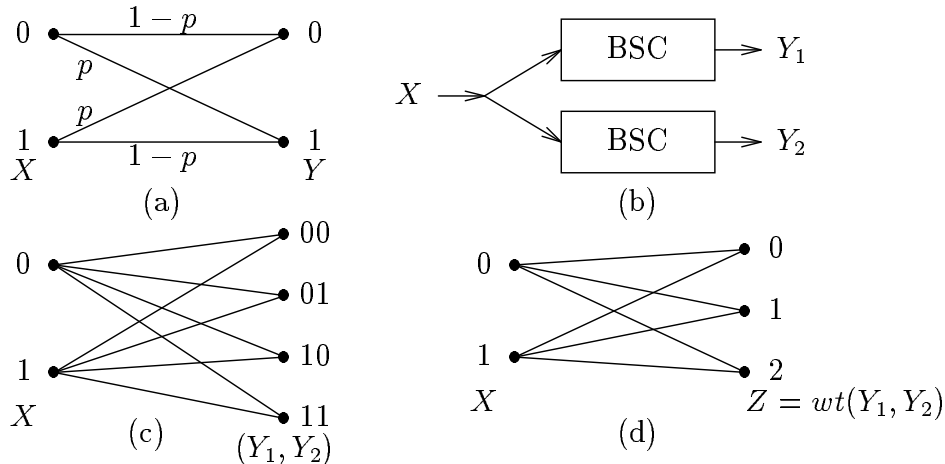 0 1 − p 0
p
p
1 1 − p 1
X Y
(a)
X BSC Y₁
BSC Y₂
(b)
0 00
01
1 10
X 11
(c) (Y₁, Y₂)
0 0
1
1 2
X Z = wt(Y₁, Y₂)
(d)